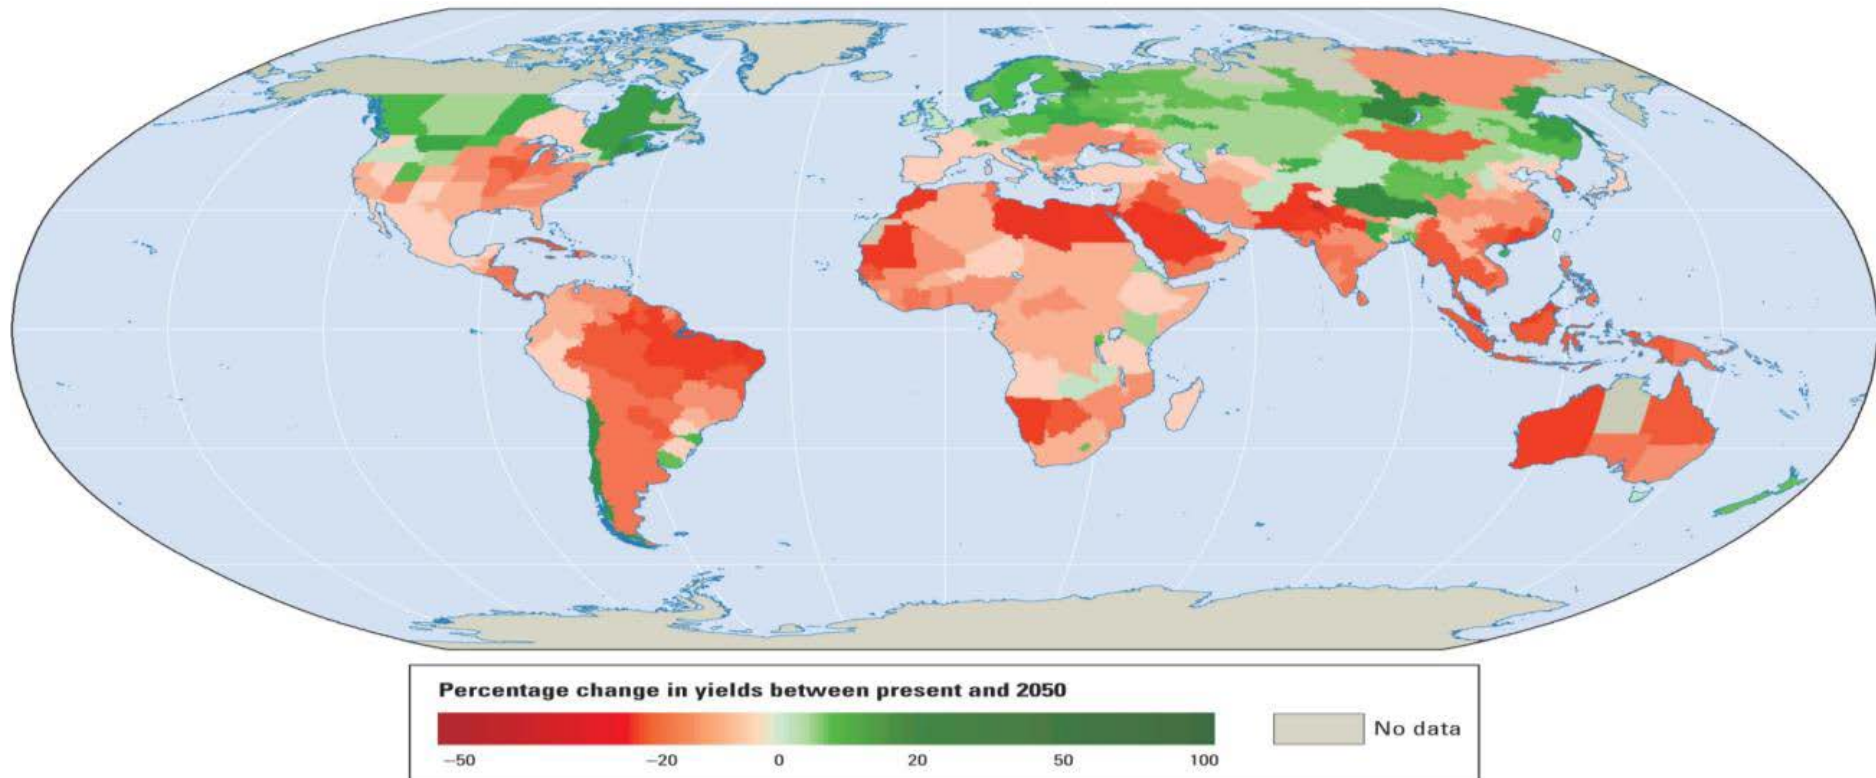 Percentage change in yields between present and 2050
−50 −20 0 20 50 100
No data